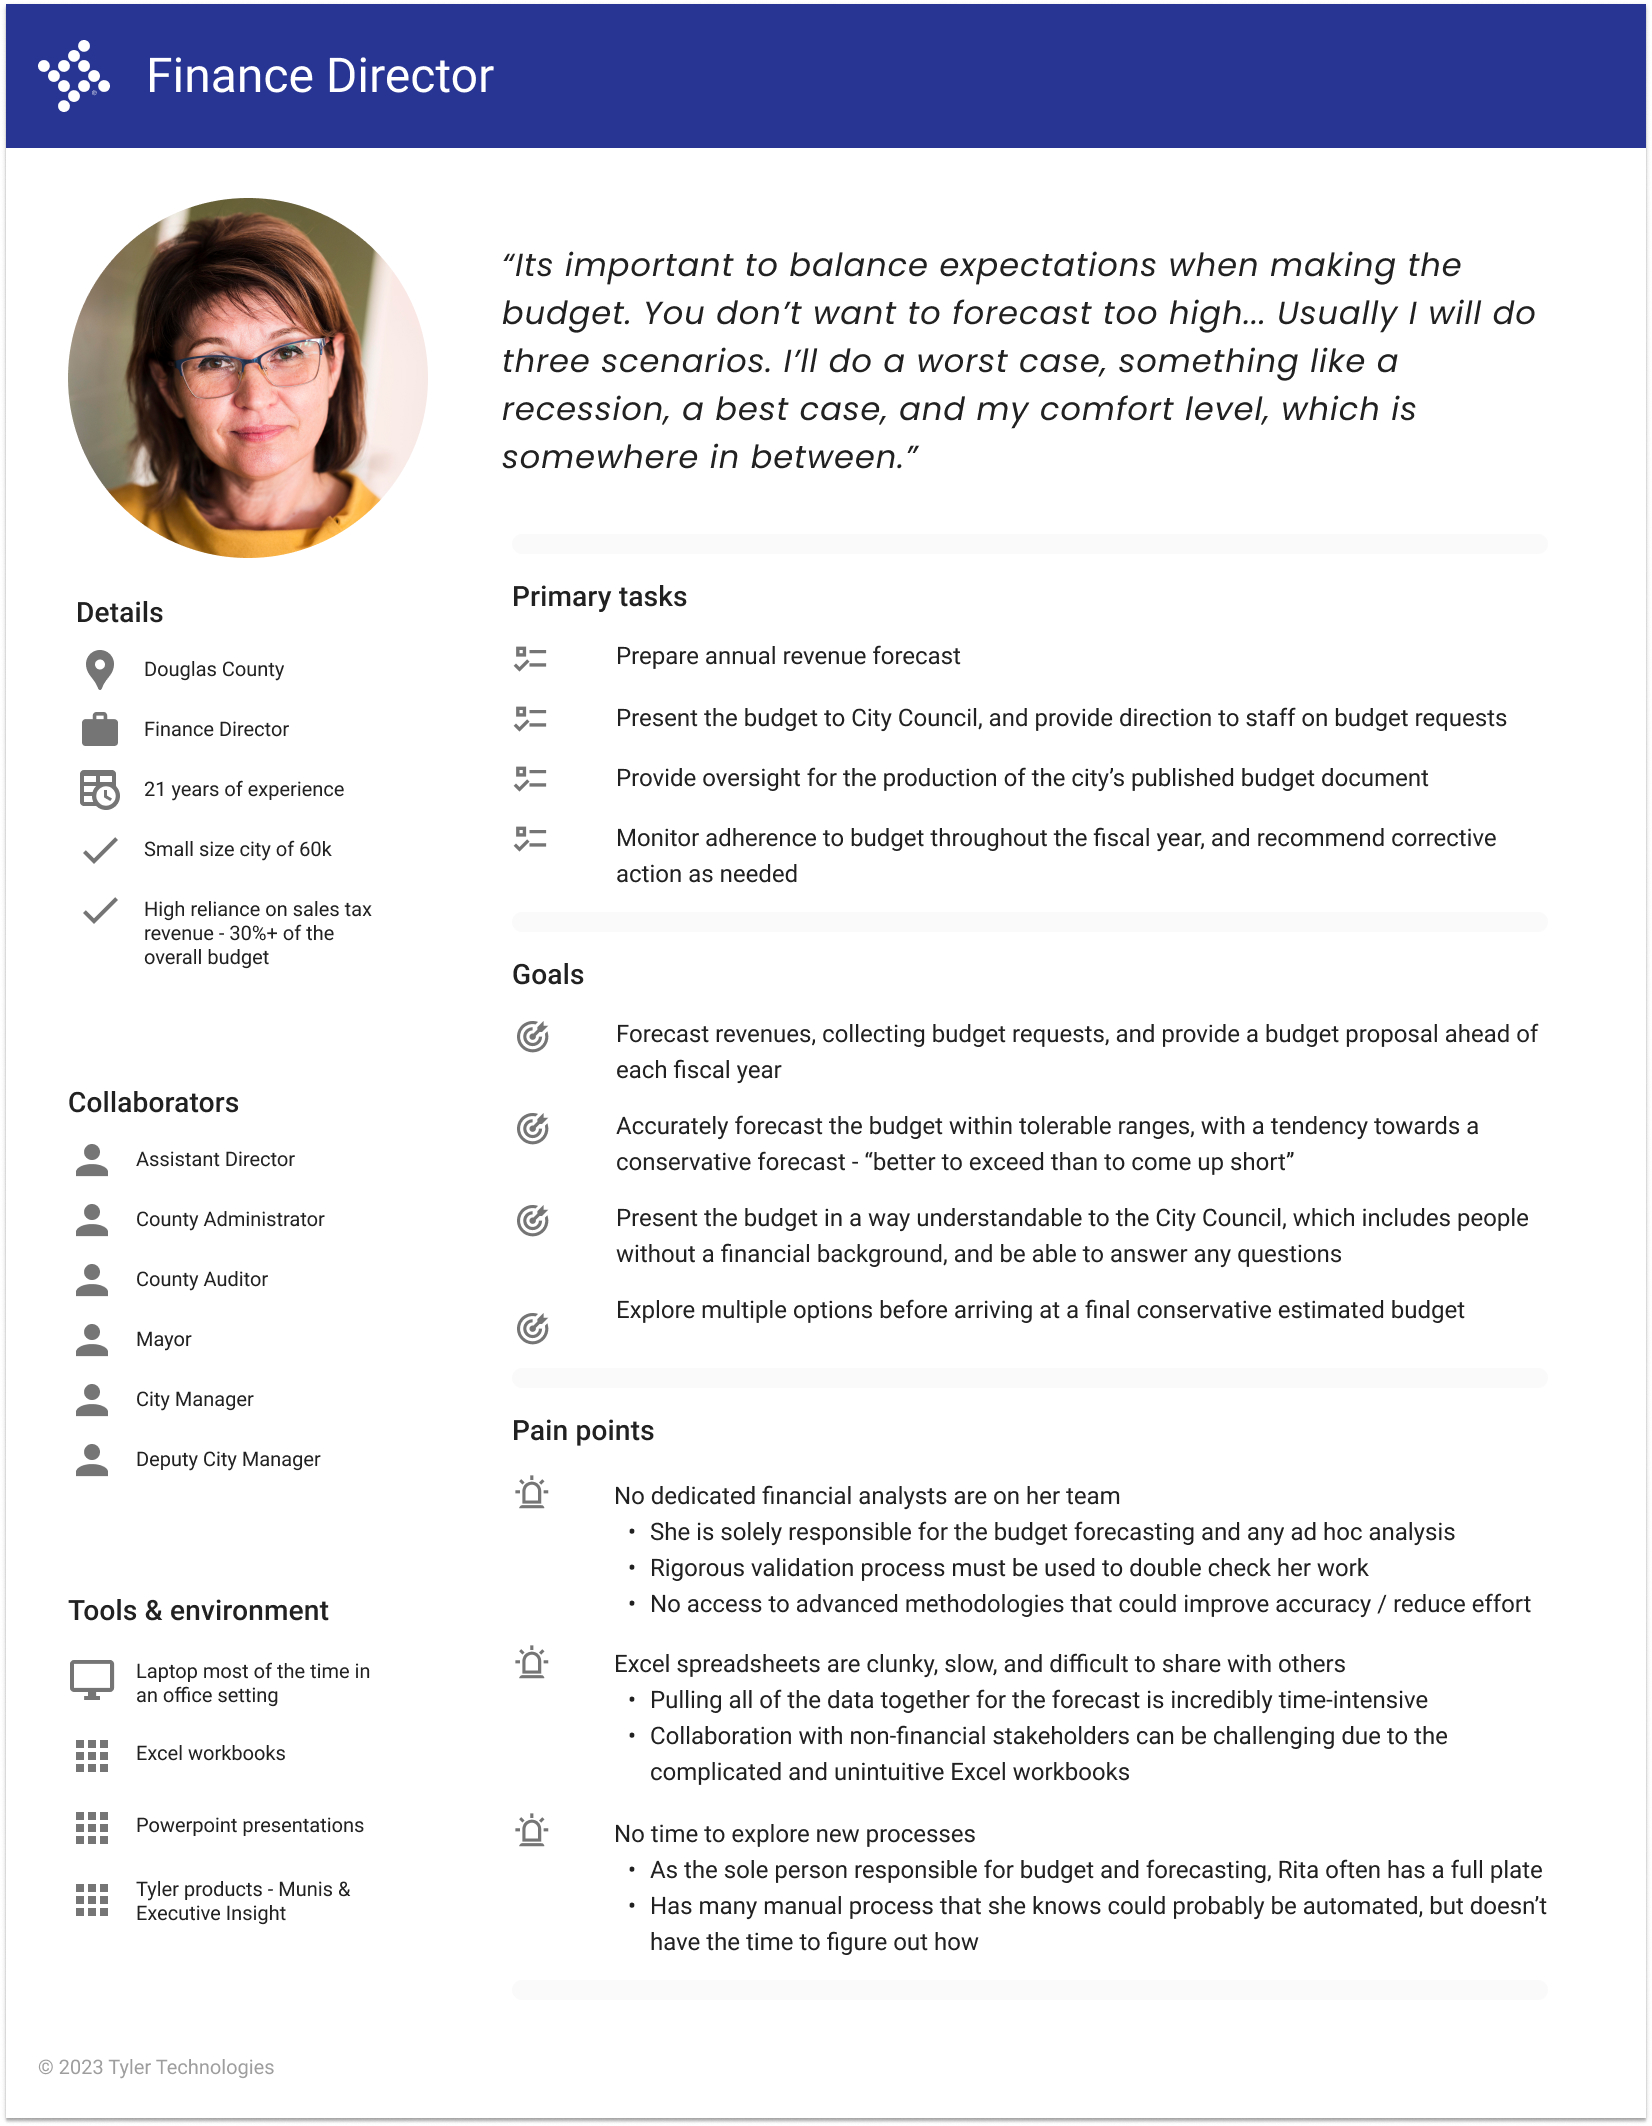 Finance Director
“Its important to balance expectations when making the
budget. You don’t want to forecast too high... Usually I will do
three scenarios. I’ll do a worst case, something like a
recession, a best case, and my comfort level, which is
somewhere in between.”
Details
Douglas County
Finance Director
21 years of experience
Small size city of 60k
High reliance on sales tax
revenue - 30%+ of the
overall budget
Collaborators
Assistant Director
County Administrator
County Auditor
Mayor
City Manager
Deputy City Manager
Tools & environment
Laptop most of the time in
an office setting
Excel workbooks
Powerpoint presentations
Tyler products - Munis &
Executive Insight
Primary tasks
Prepare annual revenue forecast
Present the budget to City Council, and provide direction to staff on budget requests
Provide oversight for the production of the city’s published budget document
Monitor adherence to budget throughout the fiscal year, and recommend corrective
action as needed
Goals
Forecast revenues, collecting budget requests, and provide a budget proposal ahead of
each fiscal year
Accurately forecast the budget within tolerable ranges, with a tendency towards a
conservative forecast - “better to exceed than to come up short”
Present the budget in a way understandable to the City Council, which includes people
without a financial background, and be able to answer any questions
Explore multiple options before arriving at a final conservative estimated budget
Pain points
No dedicated financial analysts are on her team
• She is solely responsible for the budget forecasting and any ad hoc analysis
• Rigorous validation process must be used to double check her work
• No access to advanced methodologies that could improve accuracy / reduce effort
Excel spreadsheets are clunky, slow, and difficult to share with others
• Pulling all of the data together for the forecast is incredibly time-intensive
• Collaboration with non-financial stakeholders can be challenging due to the
complicated and unintuitive Excel workbooks
No time to explore new processes
• As the sole person responsible for budget and forecasting, Rita often has a full plate
• Has many manual process that she knows could probably be automated, but doesn’t
have the time to figure out how
© 2023 Tyler Technologies